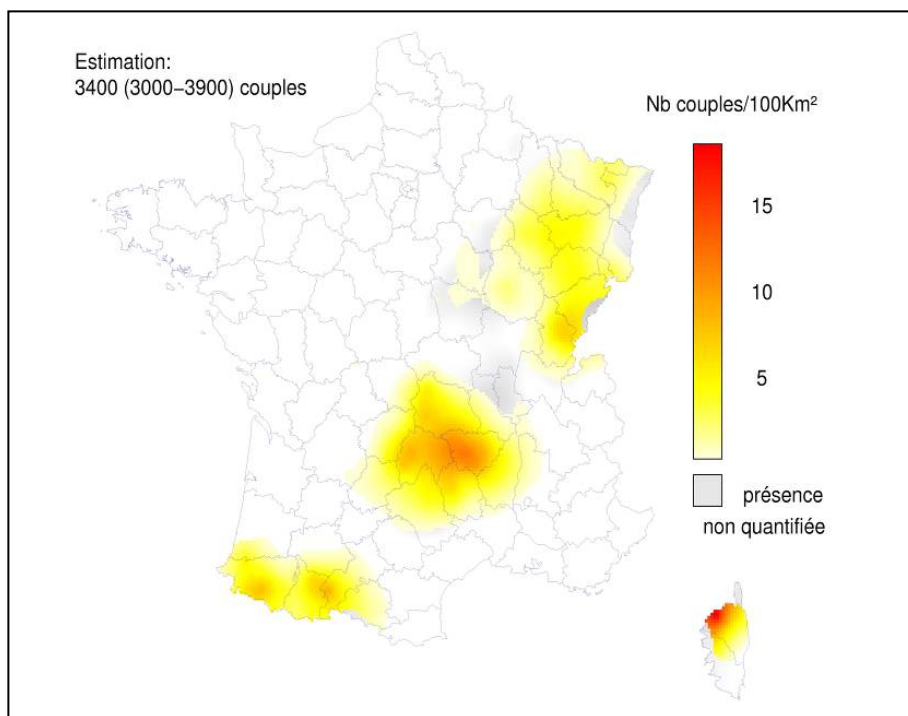 Estimation:
3400 (3000−3900) couples
Nb couples/100Km²
15
10
5
présence
non quantifiée